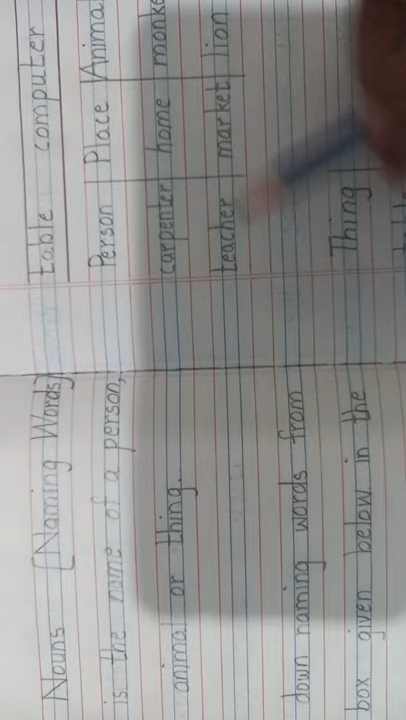 Nouns [Naming Words]
is the name of a person,
animal or thing.
down naming words from
box given below in the
table computer
Person Place Animal
carpenter home monke
teacher market lion
Thing